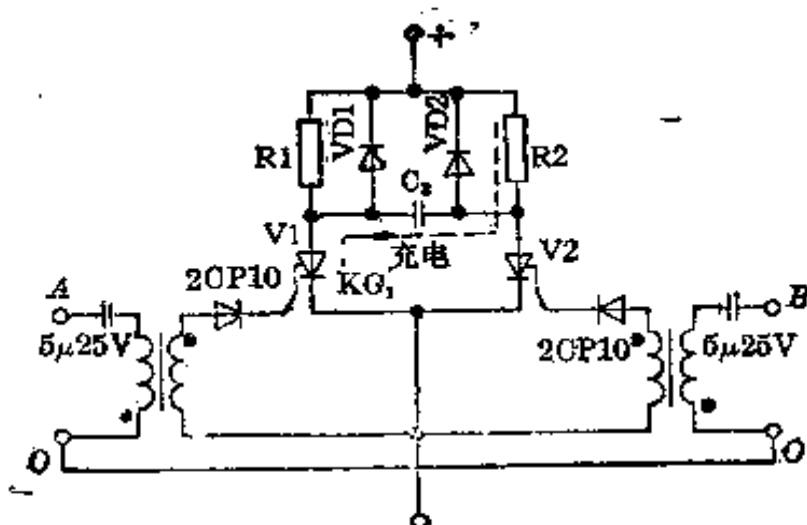 +
R1
VD1
VD2
R2
C₂
V1
充电
V2
KG₁
2CP10
A
5μ25V
2CP10
B
5μ25V
O
O